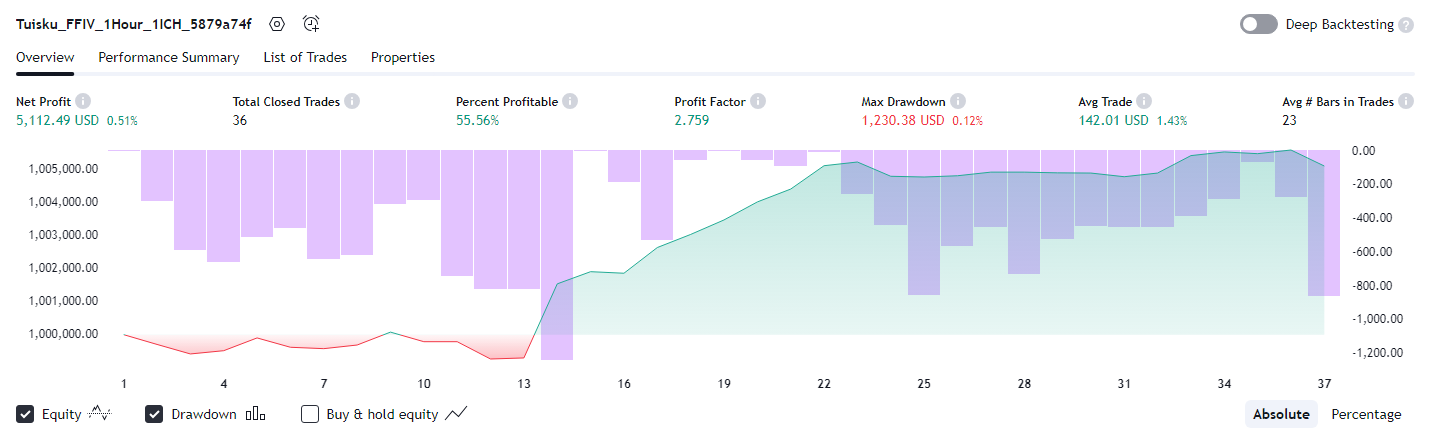 Tuisku_FFIV_1Hour_1ICH_5879a74f Deep Backtesting ?
Overview Performance Summary List of Trades Properties
Net Profit i Total Closed Trades i Percent Profitable i Profit Factor i Max Drawdown i Avg Trade i Avg # Bars in Trades i
5,112.49 USD 0.51% 36 55.56% 2.759 1,230.38 USD 0.12% 142.01 USD 1.43% 23
0.00
1,005,000.00 -200.00
1,004,000.00 -400.00
1,003,000.00 -600.00
1,002,000.00 -800.00
1,001,000.00 -1,000.00
1,000,000.00 -1,200.00
1 4 7 10 13 16 19 22 25 28 31 34 37
Equity Drawdown Buy & hold equity Absolute Percentage